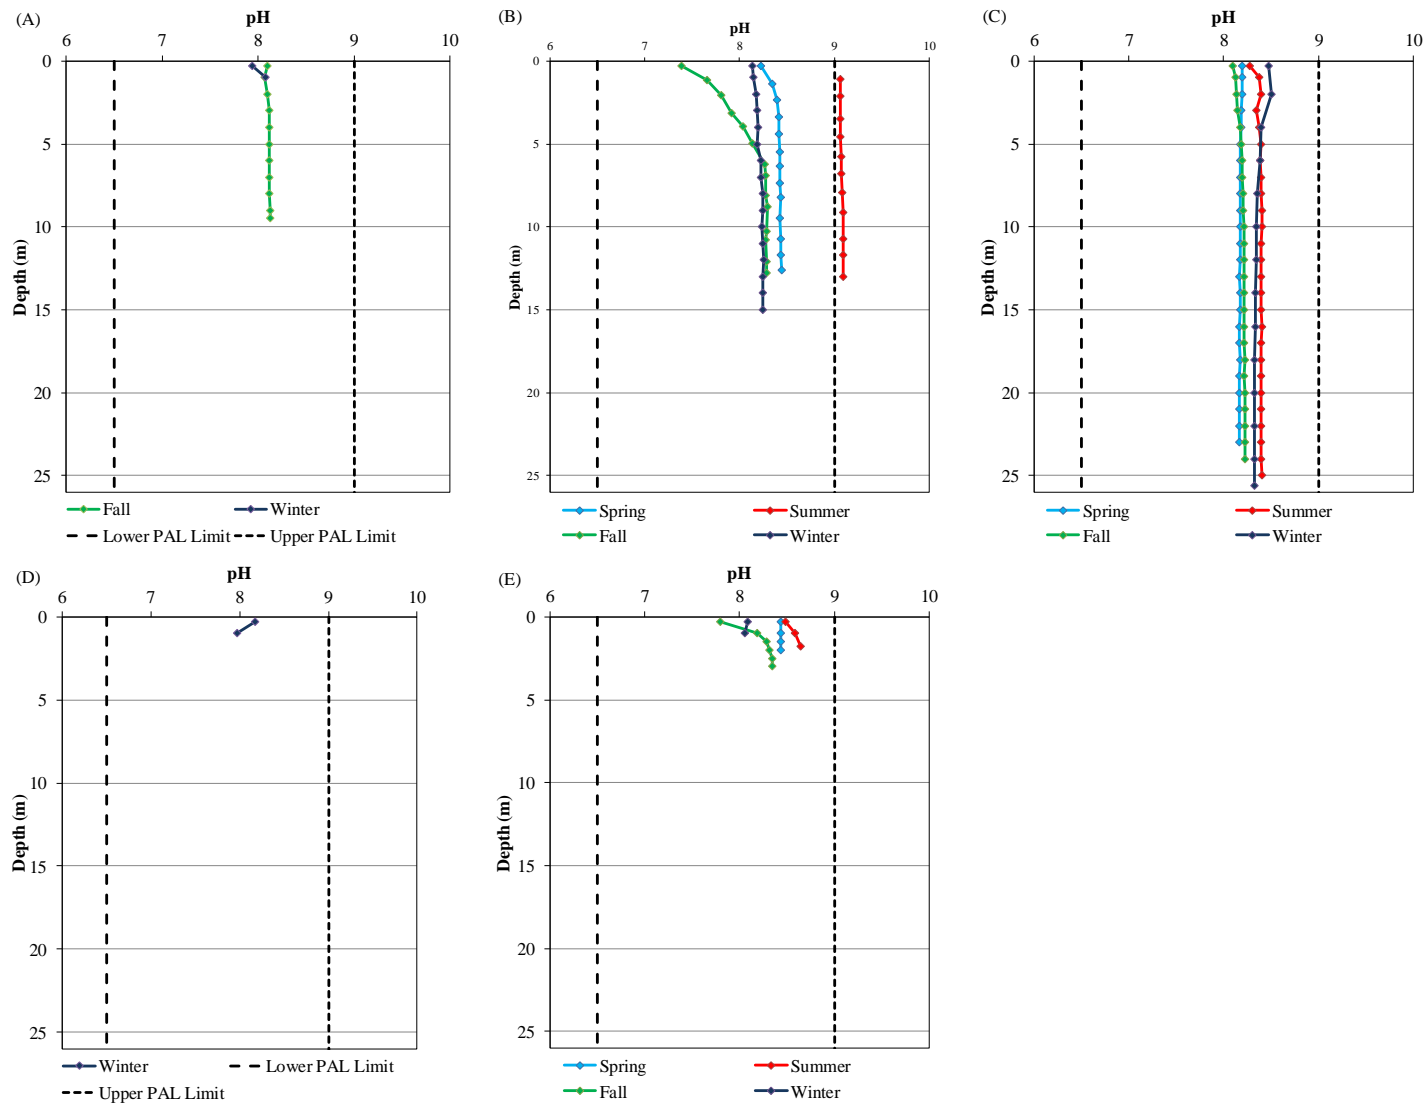 (A)
pH
6 7 8 9 10
0
5
10
15
20
25
Depth (m)
Fall Winter
Lower PAL Limit Upper PAL Limit
(B)
pH
6 7 8 9 10
0
5
10
15
20
25
Depth (m)
Spring Summer
Fall Winter
(C)
pH
6 7 8 9 10
0
5
10
15
20
25
Depth (m)
Spring Summer
Fall Winter
(D)
pH
6 7 8 9 10
0
5
10
15
20
25
Depth (m)
Winter Lower PAL Limit
Upper PAL Limit
(E)
pH
6 7 8 9 10
0
5
10
15
20
25
Depth (m)
Spring Summer
Fall Winter